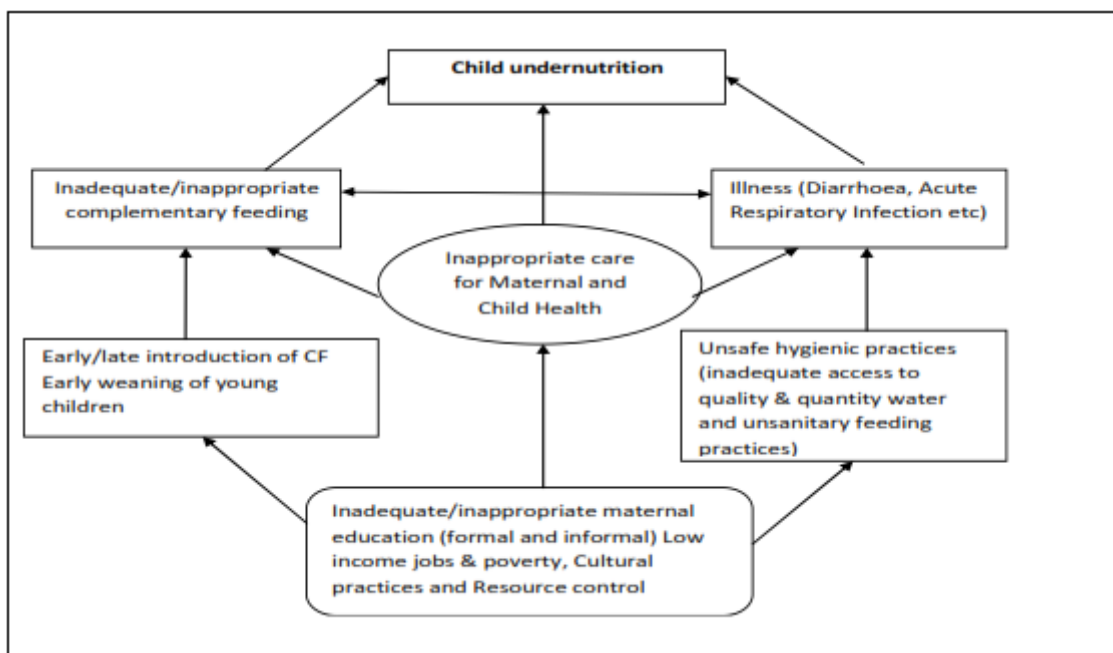 Child undernutrition
Inadequate/inappropriate
complementary feeding
Illness (Diarrhoea, Acute
Respiratory Infection etc)
Inappropriate care
for Maternal and
Child Health
Early/late introduction of CF
Early weaning of young
children
Unsafe hygienic practices
(inadequate access to
quality & quantity water
and unsanitary feeding
practices)
Inadequate/inappropriate maternal
education (formal and informal) Low
income jobs & poverty, Cultural
practices and Resource control